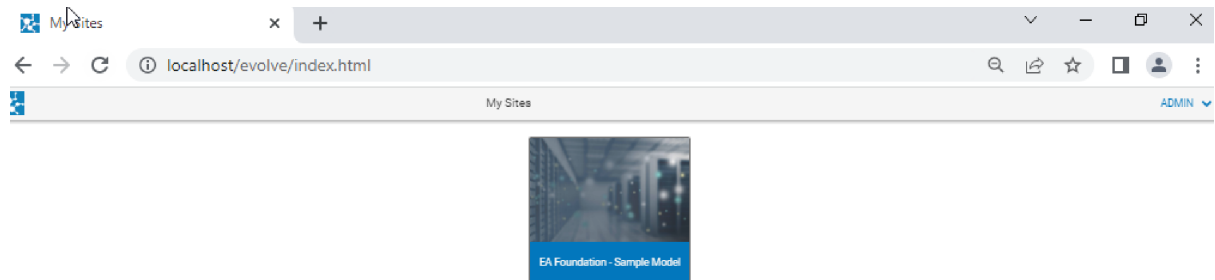 My Sites
localhost/evolve/index.html
My Sites
ADMIN
EA Foundation - Sample Model